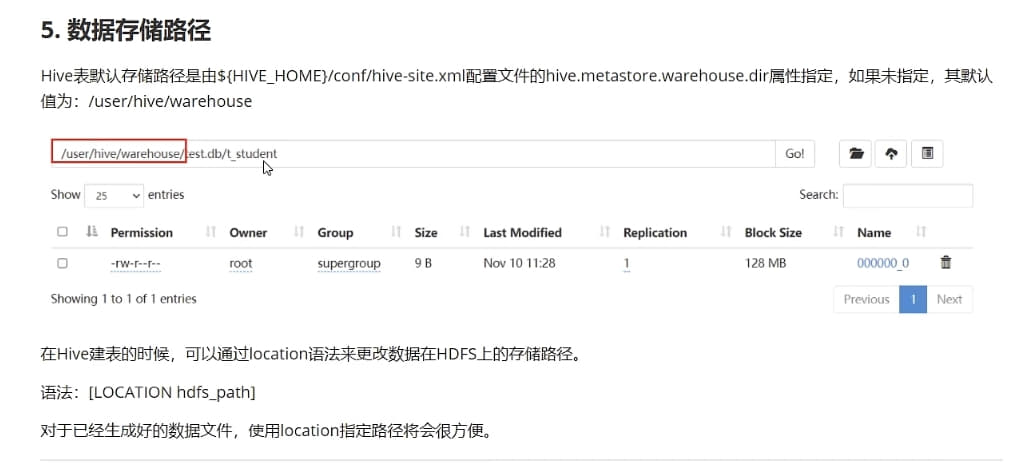 5. 数据存储路径
Hive表默认存储路径是由${HIVE_HOME}/conf/hive-site.xml配置文件的hive.metastore.warehouse.dir属性指定，如果未指定，其默认
值为：/user/hive/warehouse
/user/hive/warehouse/test.db/t_student Go!
Show 25 entries Search:
Permission Owner Group Size Last Modified Replication Block Size Name
-rw-r--r-- root supergroup 9 B Nov 10 11:28 1 128 MB 000000_0
Showing 1 to 1 of 1 entries Previous 1 Next
在Hive建表的时候，可以通过location语法来更改数据在HDFS上的存储路径。
语法：[LOCATION hdfs_path]
对于已经生成好的数据文件，使用location指定路径将会很方便。